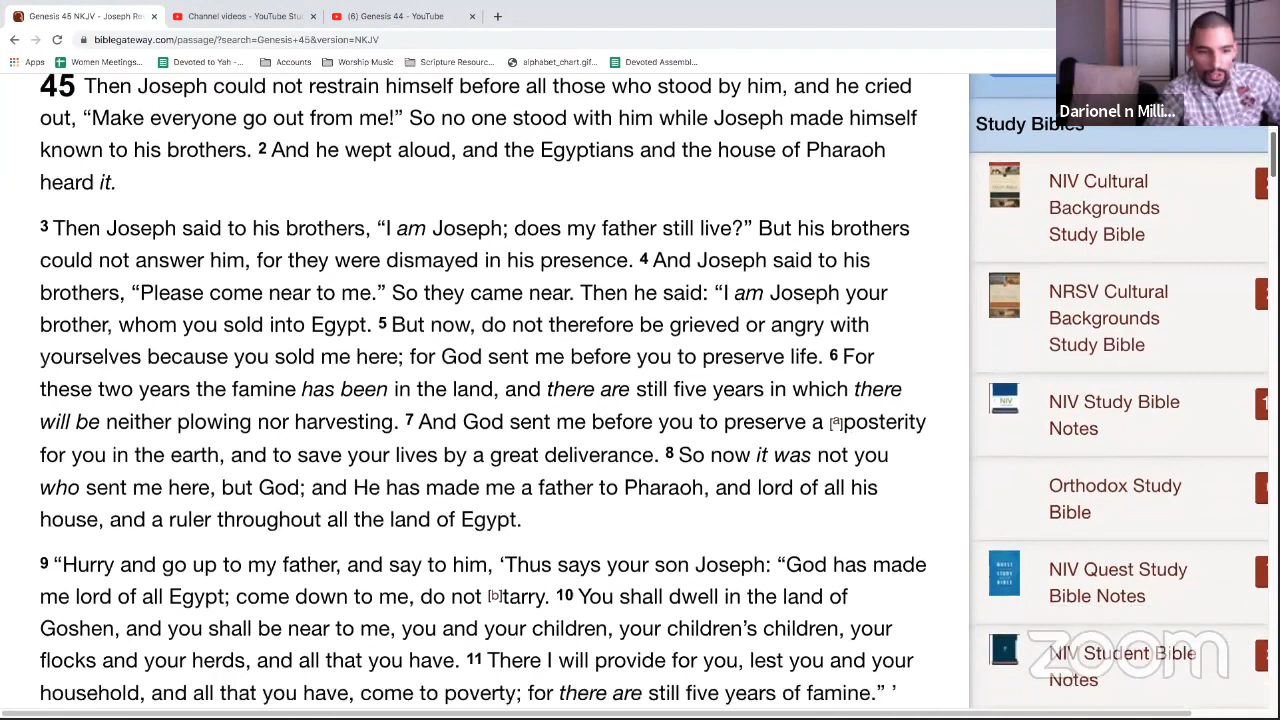 Genesis 45 NKJV - Joseph Re
Channel videos - YouTube Stu
(6) Genesis 44 - YouTube
biblegateway.com/passage/?search=Genesis+45&version=NKJV
Apps
Women Meetings...
Devoted to Yah -...
Accounts
Worship Music
Scripture Resourc...
alphabet_chart.gif...
Devoted Assembl...
Darionel n Milli...
45 Then Joseph could not restrain himself before all those who stood by him, and he cried
out, “Make everyone go out from me!” So no one stood with him while Joseph made himself
known to his brothers. 2 And he wept aloud, and the Egyptians and the house of Pharaoh
heard it.
3 Then Joseph said to his brothers, “I am Joseph; does my father still live?” But his brothers
could not answer him, for they were dismayed in his presence. 4 And Joseph said to his
brothers, “Please come near to me.” So they came near. Then he said: “I am Joseph your
brother, whom you sold into Egypt. 5 But now, do not therefore be grieved or angry with
yourselves because you sold me here; for God sent me before you to preserve life. 6 For
these two years the famine has been in the land, and there are still five years in which there
will be neither plowing nor harvesting. 7 And God sent me before you to preserve a [a]posterity
for you in the earth, and to save your lives by a great deliverance. 8 So now it was not you
who sent me here, but God; and He has made me a father to Pharaoh, and lord of all his
house, and a ruler throughout all the land of Egypt.
9 “Hurry and go up to my father, and say to him, ‘Thus says your son Joseph: “God has made
me lord of all Egypt; come down to me, do not [b]tarry. 10 You shall dwell in the land of
Goshen, and you shall be near to me, you and your children, your children’s children, your
flocks and your herds, and all that you have. 11 There I will provide for you, lest you and your
household, and all that you have, come to poverty; for there are still five years of famine.” ’
Study Bibles
NIV Cultural
Backgrounds
Study Bible
NRSV Cultural
Backgrounds
Study Bible
NIV Study Bible
Notes
Orthodox Study
Bible
NIV Quest Study
Bible Notes
NIV Student Bible
Notes
zoom